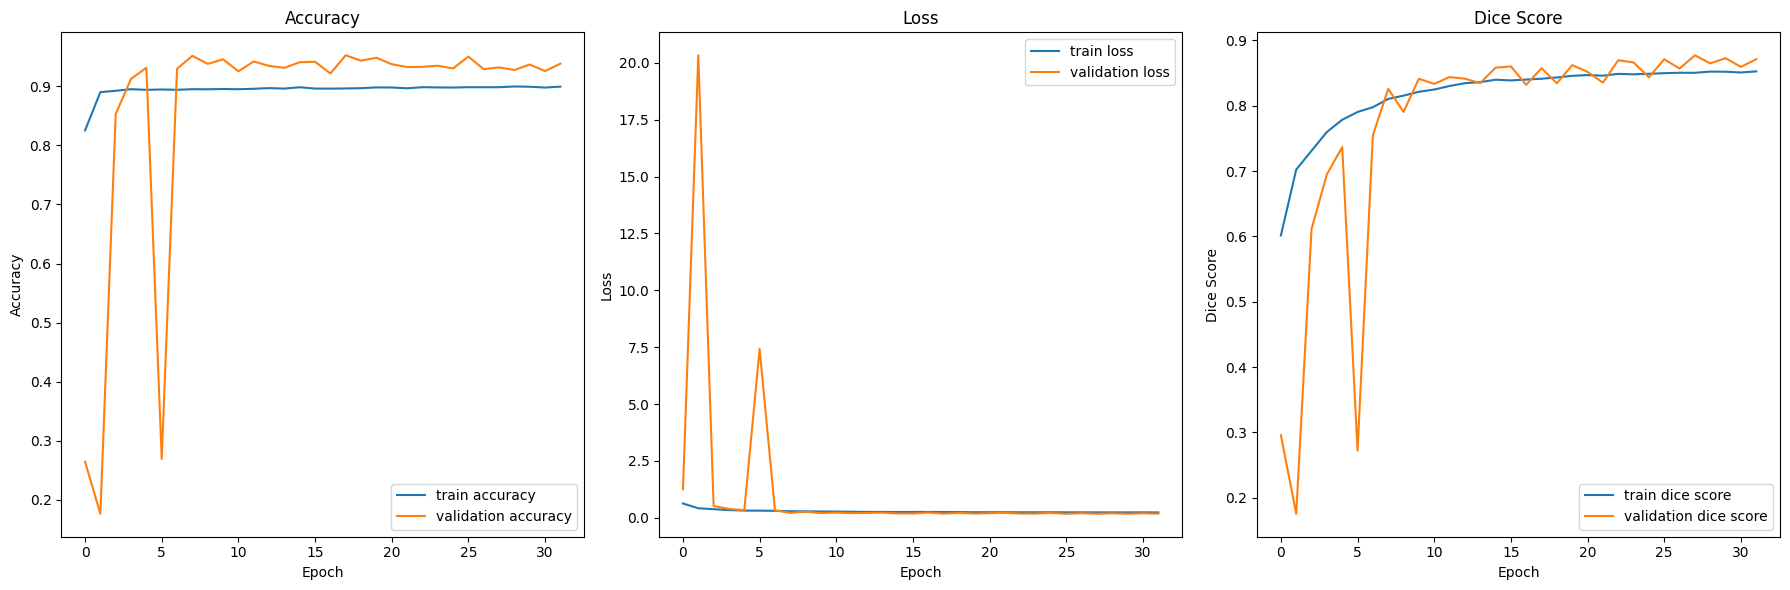 Accuracy
Accuracy
0.9
0.8
0.7
0.6
0.5
0.4
0.3
0.2
train accuracy
validation accuracy
0 5 10 15 20 25 30
Epoch
Loss
Loss
20.0
17.5
15.0
12.5
10.0
7.5
5.0
2.5
0.0
train loss
validation loss
0 5 10 15 20 25 30
Epoch
Dice Score
Dice Score
0.9
0.8
0.7
0.6
0.5
0.4
0.3
0.2
train dice score
validation dice score
0 5 10 15 20 25 30
Epoch